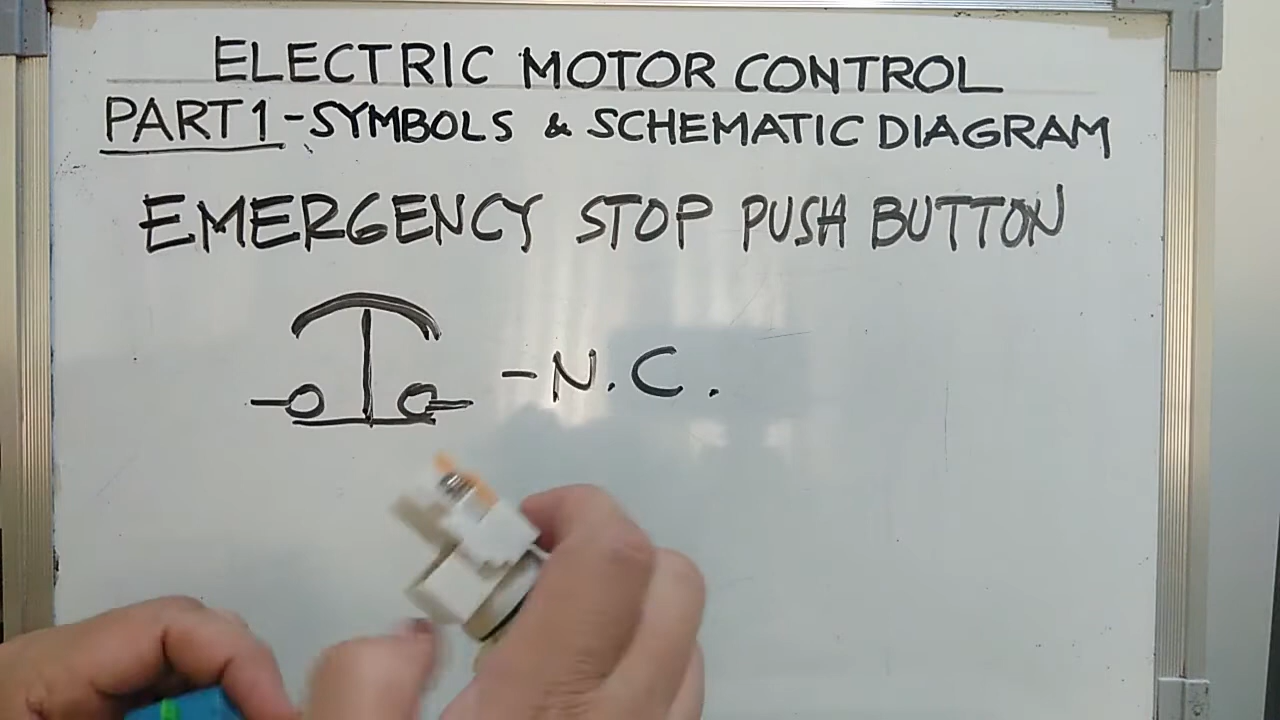 ELECTRIC MOTOR CONTROL
PART 1 - SYMBOLS & SCHEMATIC DIAGRAM
EMERGENCY STOP PUSH BUTTON
- N.C.